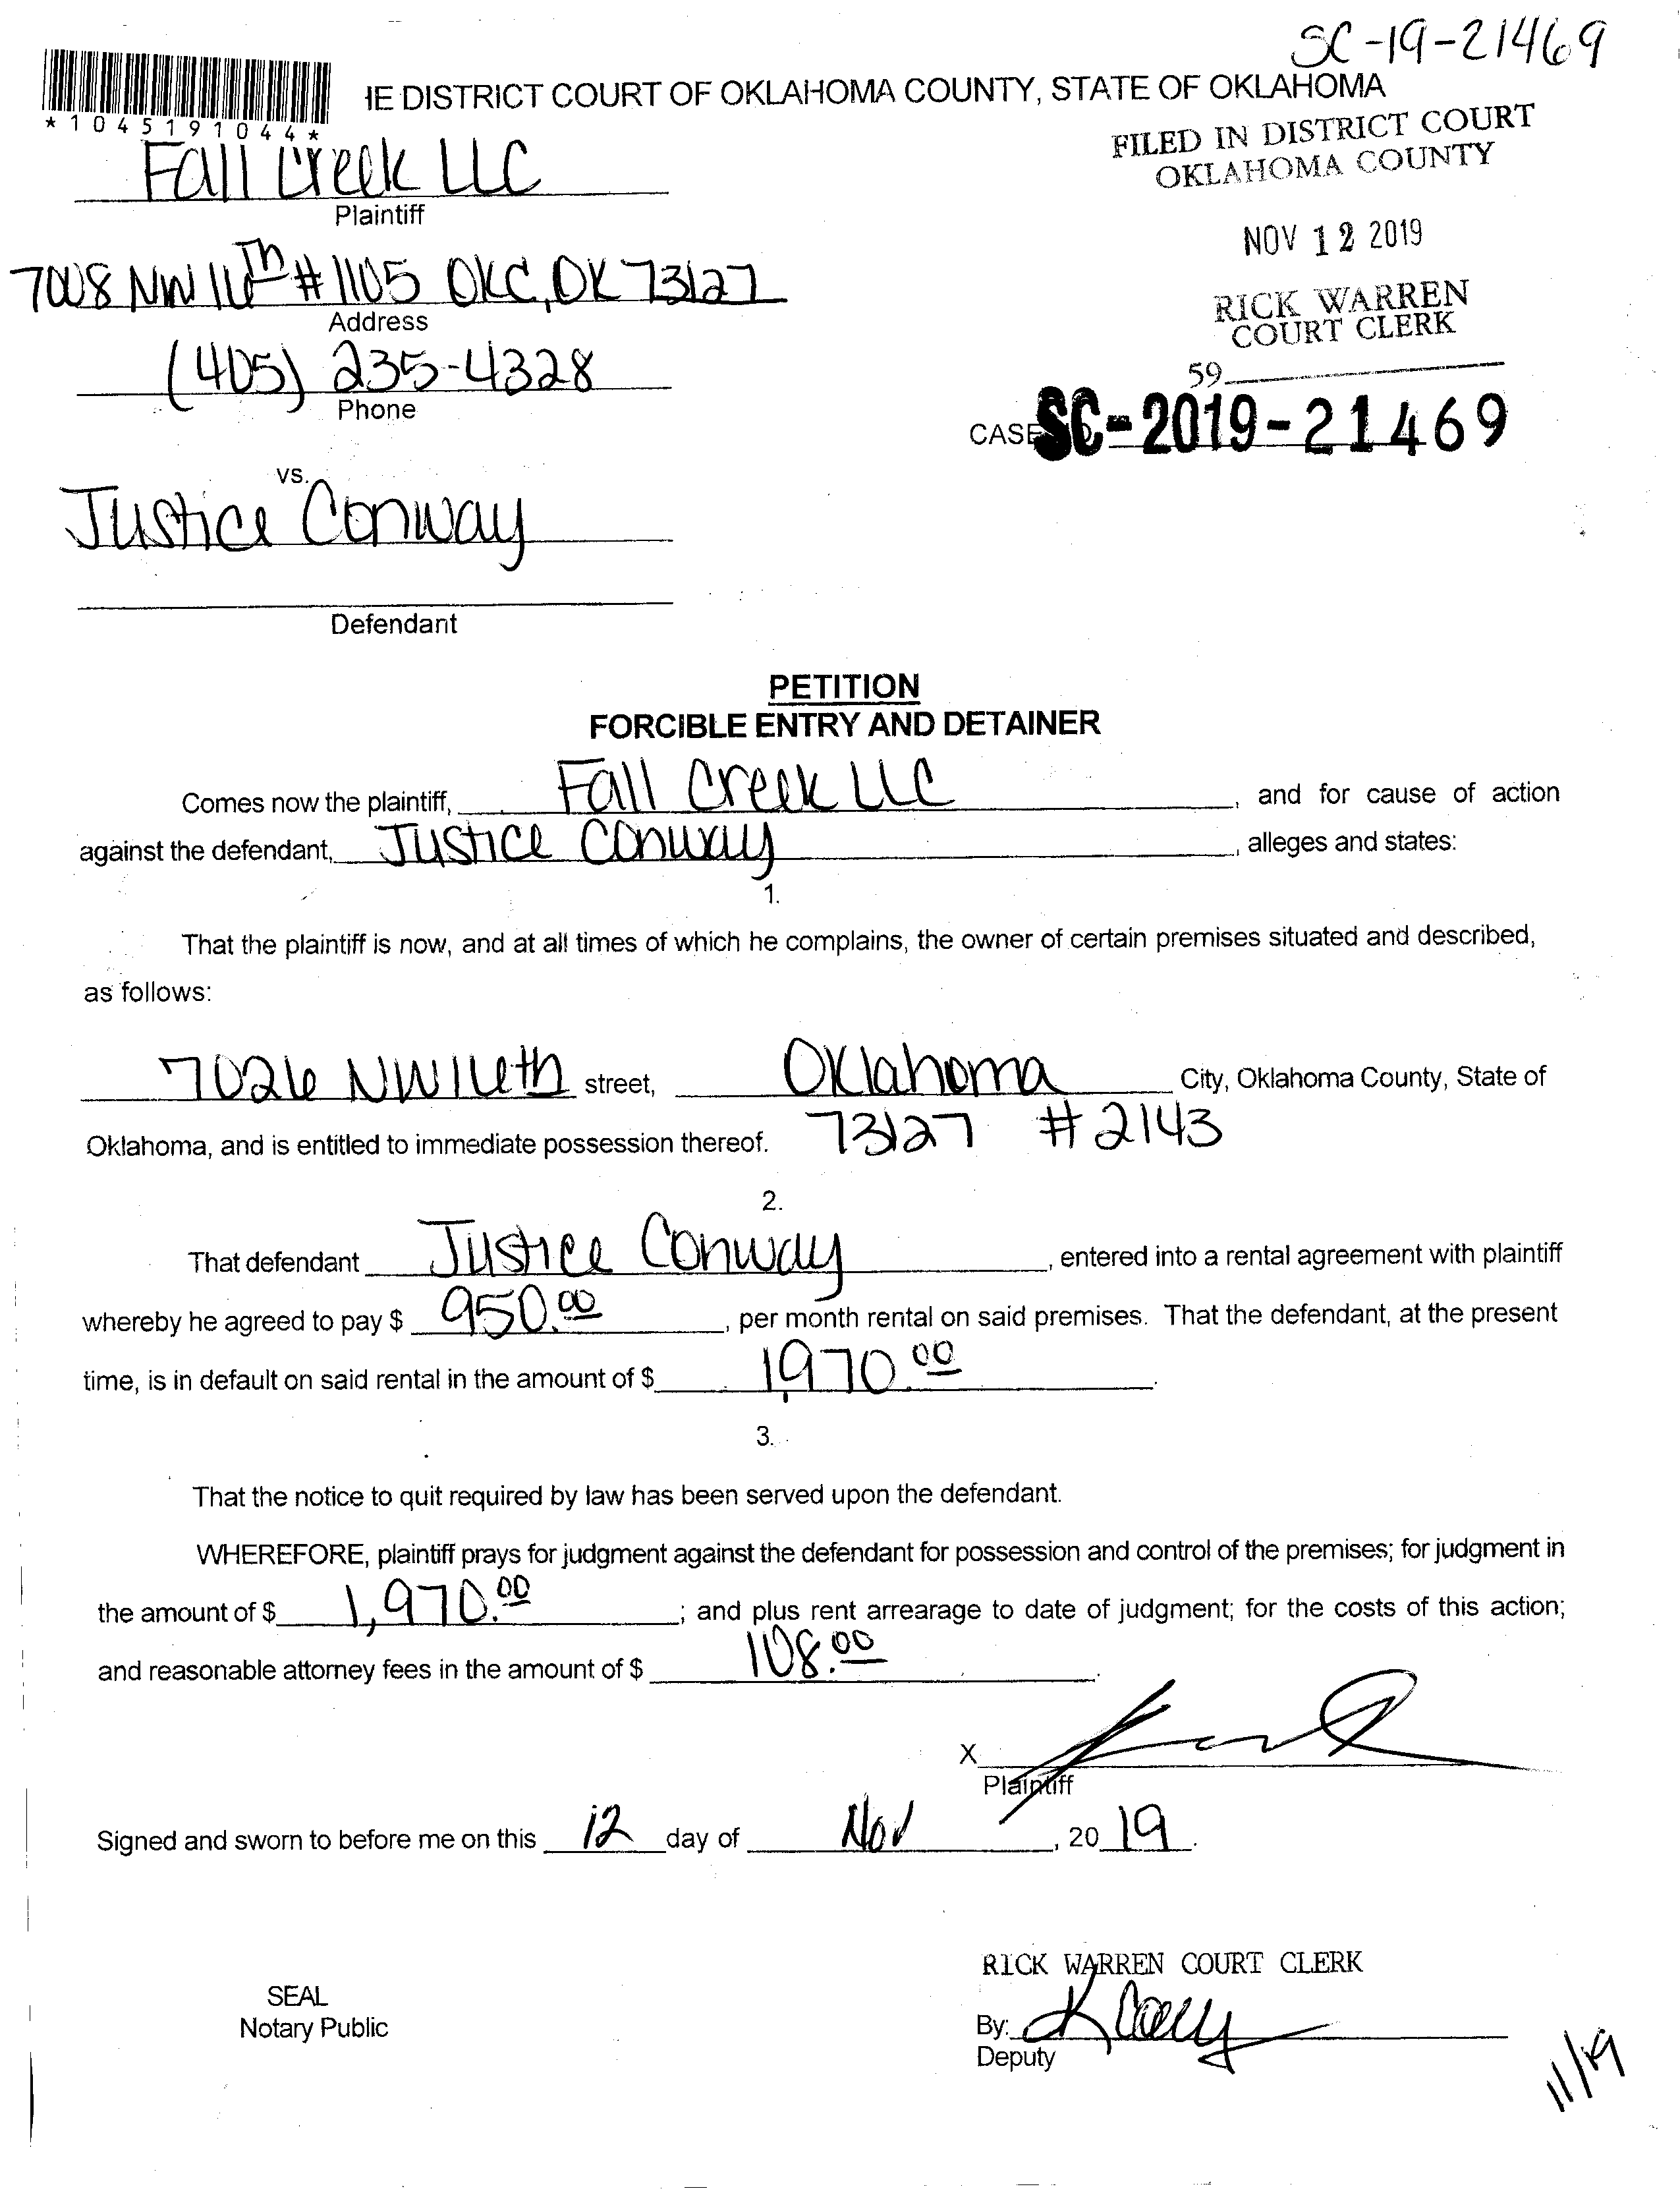 SC-19-21469
IE DISTRICT COURT OF OKLAHOMA COUNTY, STATE OF OKLAHOMA
*1045191044*
FILED IN DISTRICT COURT
OKLAHOMA COUNTY
Fall Creek LLC
Plaintiff
NOV 12 2019
7008 NW 16th #1105 OKC, OK 73127
Address
RICK WARREN
COURT CLERK
(405) 235-4328
Phone
59
CASE SC-2019-21469
vs.
Justice Conway
Defendant
PETITION
FORCIBLE ENTRY AND DETAINER
Comes now the plaintiff, Fall Creek LLC, and for cause of action
against the defendant, Justice Conway, alleges and states:
1.
That the plaintiff is now, and at all times of which he complains, the owner of certain premises situated and described,
as follows:
7026 NW 16th street, Oklahoma City, Oklahoma County, State of
Oklahoma, and is entitled to immediate possession thereof. 73127 #2143
2.
That defendant Justice Conway, entered into a rental agreement with plaintiff
whereby he agreed to pay $ 950.00, per month rental on said premises. That the defendant, at the present
time, is in default on said rental in the amount of $ 1,970.00.
3.
That the notice to quit required by law has been served upon the defendant.
WHEREFORE, plaintiff prays for judgment against the defendant for possession and control of the premises; for judgment in
the amount of $ 1,970.00; and plus rent arrearage to date of judgment; for the costs of this action;
and reasonable attorney fees in the amount of $ 108.00.
X
Plaintiff
Signed and sworn to before me on this 12 day of Nov, 2019.
RICK WARREN COURT CLERK
SEAL
Notary Public
By:
Deputy
11/19